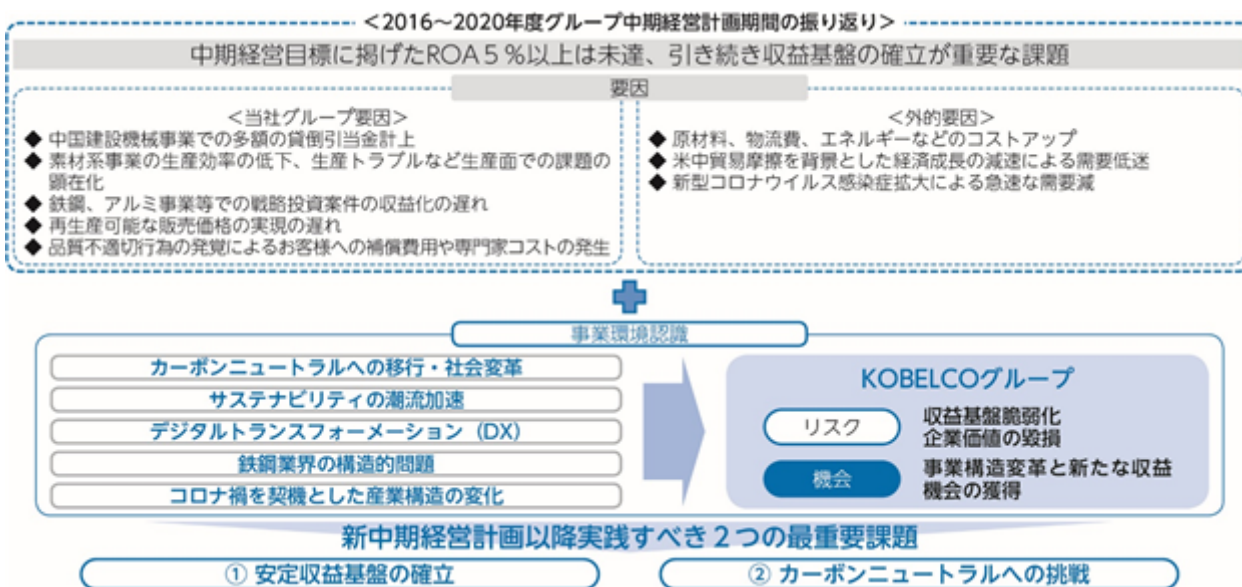 <2016～2020年度グループ中期経営計画期間の振り返り>
中期経営目標に掲げたROA５％以上は未達、引き続き収益基盤の確立が重要な課題
要因
＜当社グループ要因＞
◆ 中国建設機械事業での多額の貸倒引当金計上
◆ 素材系事業の生産効率の低下、生産トラブルなど生産面での課題の
顕在化
◆ 鉄鋼、アルミ事業等での戦略投資案件の収益化の遅れ
◆ 再生産可能な販売価格の実現の遅れ
◆ 品質不適切行為の発覚によるお客様への補償費用や専門家コストの発生
＜外的要因＞
◆ 原材料、物流費、エネルギーなどのコストアップ
◆ 米中貿易摩擦を背景とした経済成長の減速による需要低迷
◆ 新型コロナウイルス感染症拡大による急速な需要減
事業環境認識
カーボンニュートラルへの移行・社会変革
サステナビリティの潮流加速
デジタルトランスフォーメーション（DX）
鉄鋼業界の構造的問題
コロナ禍を契機とした産業構造の変化
KOBELCOグループ
リスク
収益基盤脆弱化
企業価値の毀損
機会
事業構造変革と新たな収益
機会の獲得
新中期経営計画以降実践すべき２つの最重要課題
① 安定収益基盤の確立
② カーボンニュートラルへの挑戦